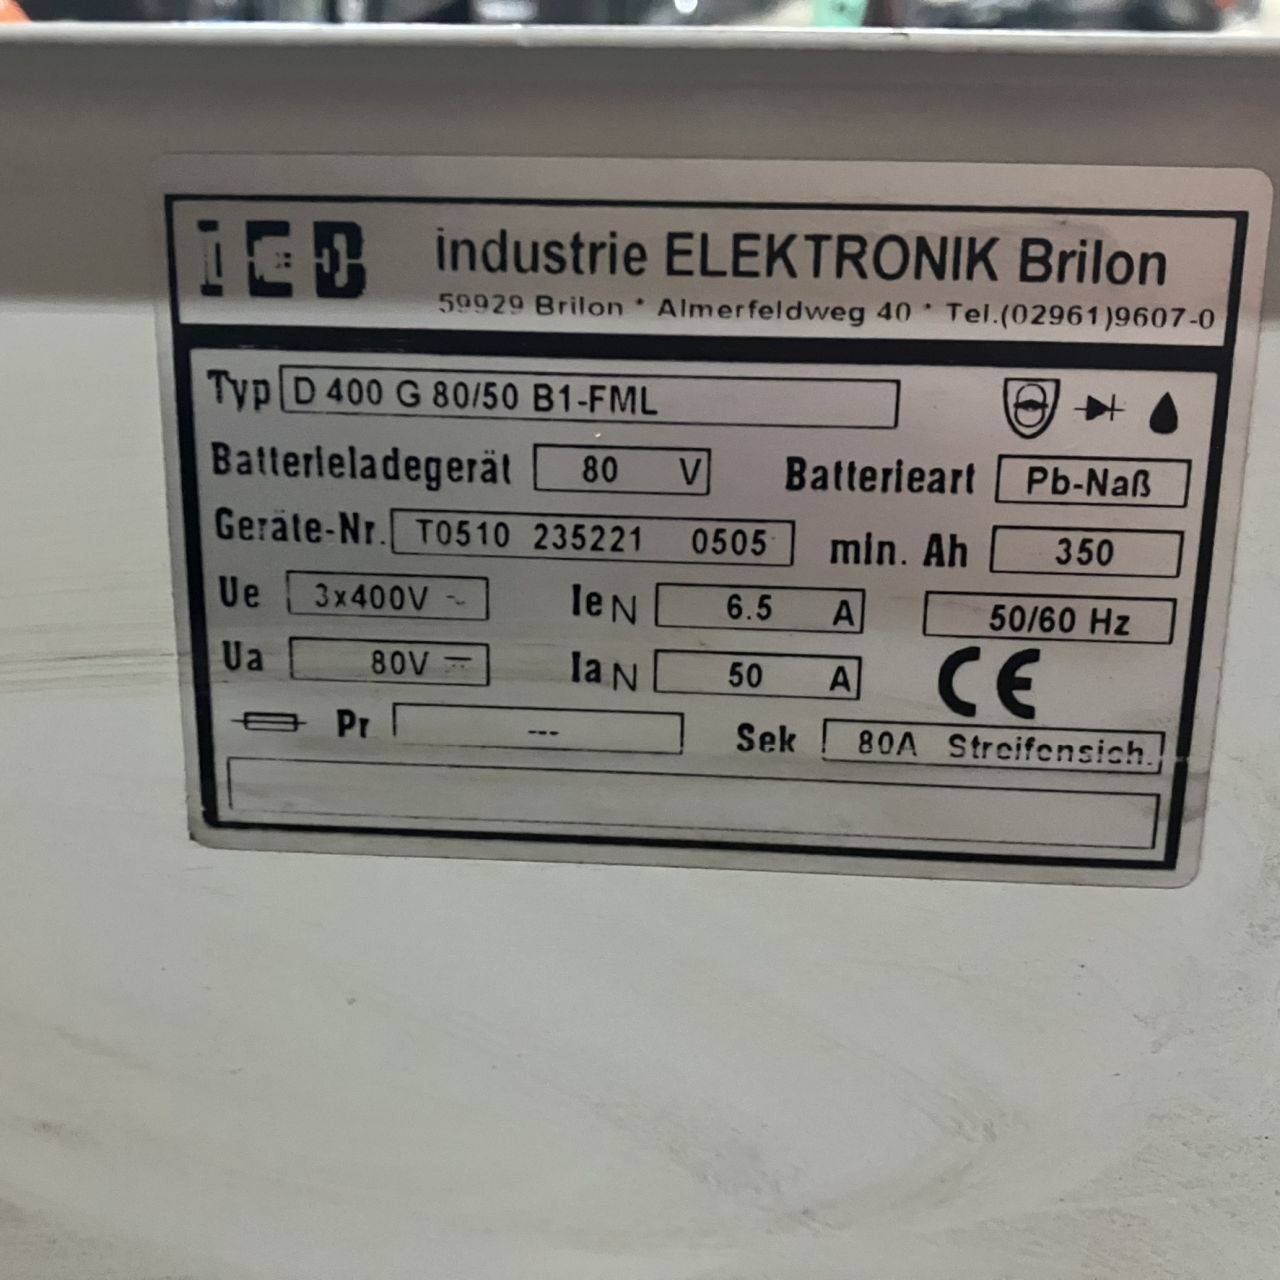 IEB
industrie ELEKTRONIK Brilon
59929 Brilon * Almerfeldweg 40 * Tel.(02961)9607-0
Typ D 400 G 80/50 B1-FML
Batterieladegerät 80 V Batterieart Pb-Naß
Geräte-Nr. T0510 235221 0505 min. Ah 350
Ue 3x400V ~ IeN 6.5 A 50/60 Hz
Ua 80V ⎓ IaN 50 A CE
Pr --- Sek 80A Streifensich.